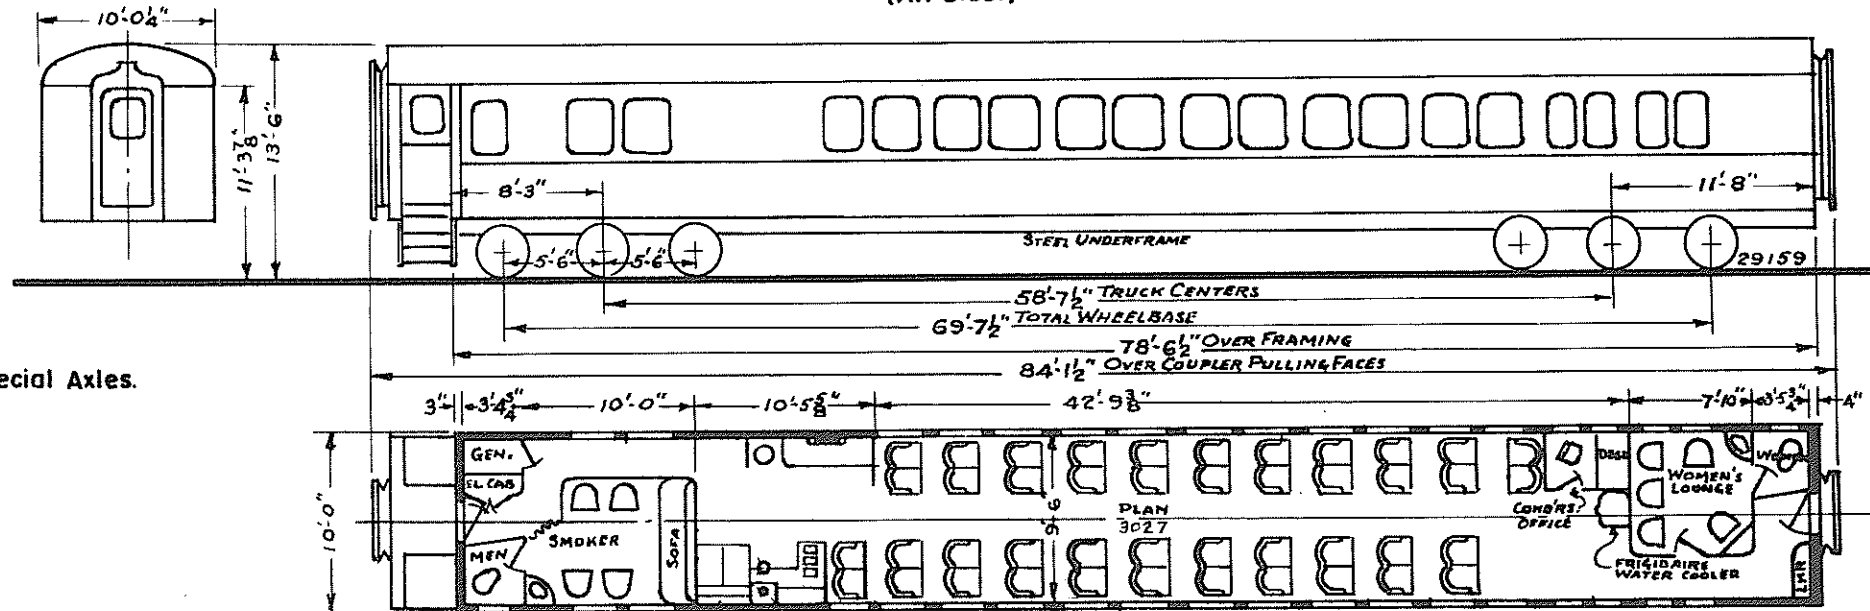 10'-0¼"
11'-3⅞"
13'-6"
8'-3"
11'-8"
STEEL UNDERFRAME
5'-6" 5'-6"
29159
58'-7½" TRUCK CENTERS
69'-7½" TOTAL WHEELBASE
78'-6½" OVER FRAMING
84'-1½" OVER COUPLER PULLING FACES
ecial Axles.
3" 3'-4¾" 10'-0" 10'-5⅝" 42'-9⅜" 7'-10" 3'-5¾" 4"
10'-0"
GEN.
EL CAB
SMOKER
MEN
SOFA
9'-6"
PLAN
3027
DESK
COND'RS.
OFFICE
WOMEN'S
LOUNGE
WOMEN
FRIGIDAIRE
WATER COOLER
LKR